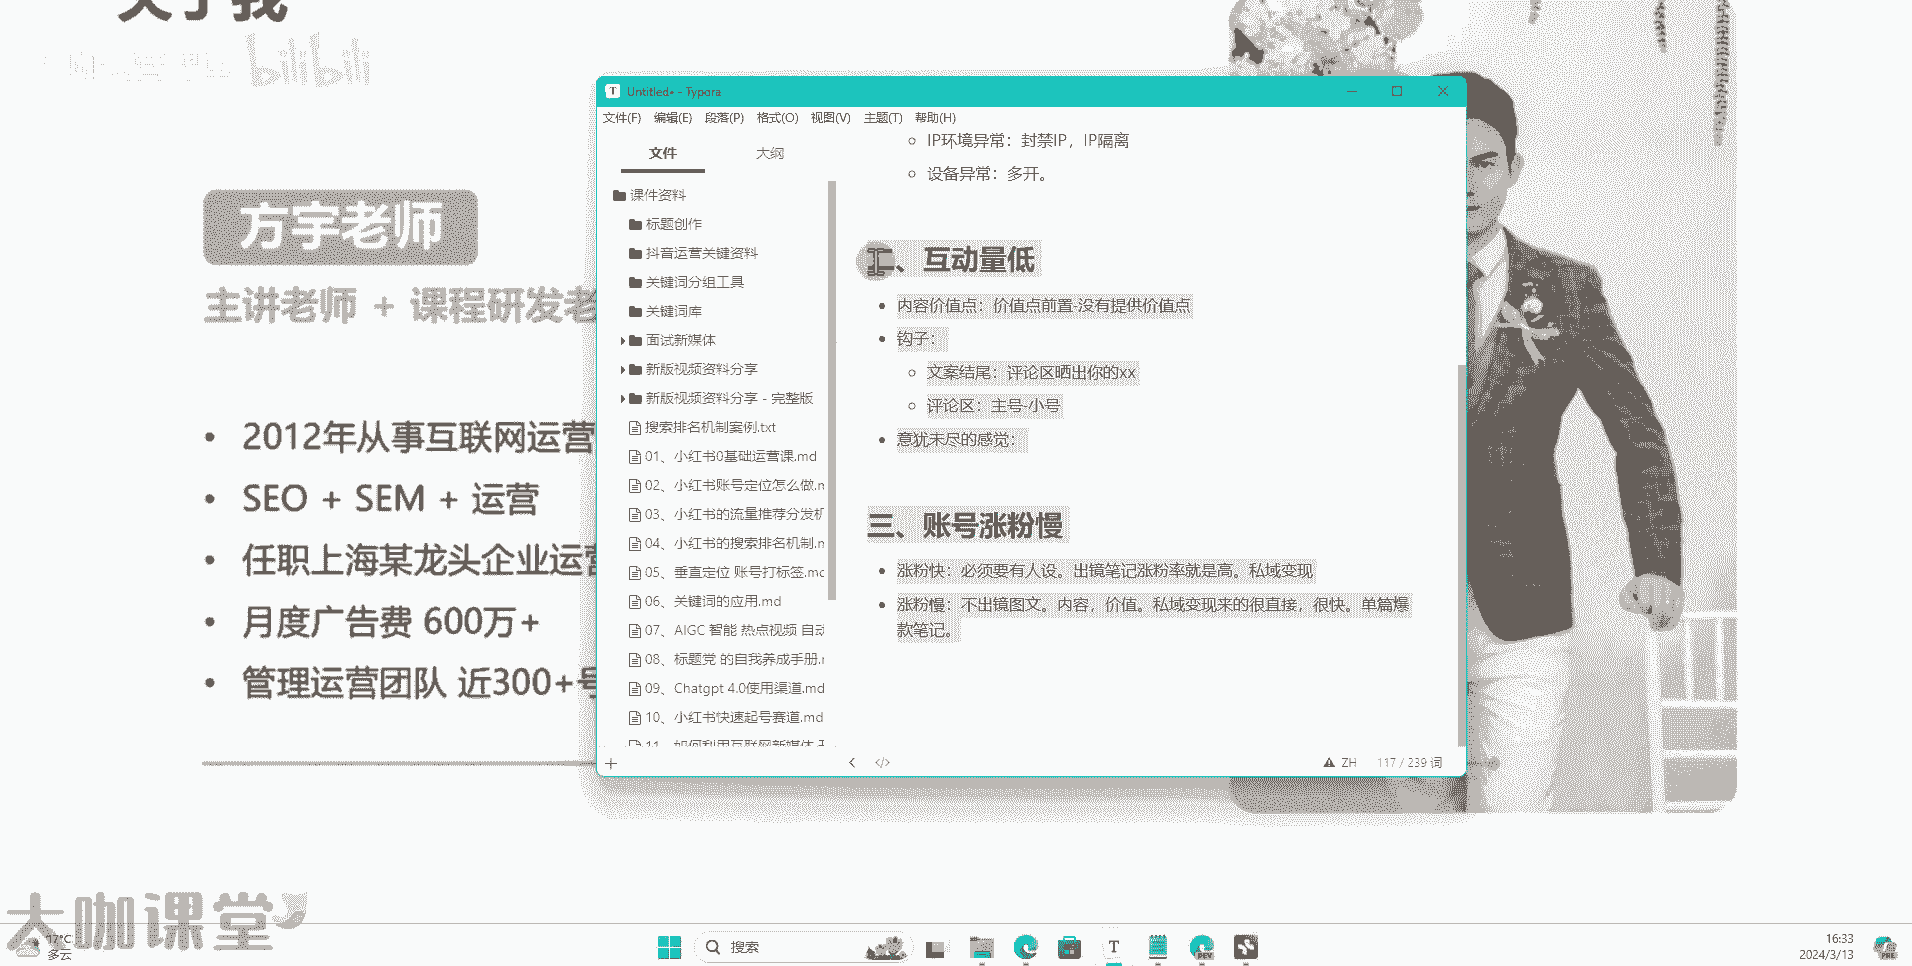 关于我
bilibili
方宇老师
主讲老师 + 课程研发老
• 2012年从事互联网运营
• SEO + SEM + 运营
• 任职上海某龙头企业运营
月度广告费 600万+
• 管理运营团队 近300+号
Untitled• - Typora
文件(F) 编辑(E) 段落(P) 格式(O) 视图(V) 主题(T) 帮助(H)
文件 大纲
课件资料
标题创作
抖音运营关键资料
关键词分组工具
关键词库
面试新媒体
新版视频资料分享
新版视频资料分享 - 完整版
搜索排名机制案例.txt
01、小红书0基础运营课.md
02、小红书账号定位怎么做.m
03、小红书的流量推荐分发机
04、小红书的搜索排名机制.m
05、垂直定位 账号打标签.mc
06、关键词的应用.md
07、AIGC 智能 热点视频 自动
08、标题党 的自我养成手册.m
09、Chatgpt 4.0使用渠道.md
10、小红书快速起号赛道.md
11、如何利用互联网新媒体
IP环境异常：封禁IP，IP隔离
设备异常：多开。
二、互动量低
内容价值点：价值点前置-没有提供价值点
钩子：
文案结尾：评论区晒出你的xx
评论区：主号-小号
意犹未尽的感觉：
三、账号涨粉慢
涨粉快：必须要有人设。出镜笔记涨粉率就是高。私域变现
涨粉慢：不出镜图文。内容，价值。私域变现来的很直接，很快。单篇爆
款笔记。
ZH 117 / 239 词
大咖课堂
17°C
多云
搜索
T
DEV
16:33
2024/3/13
PRE